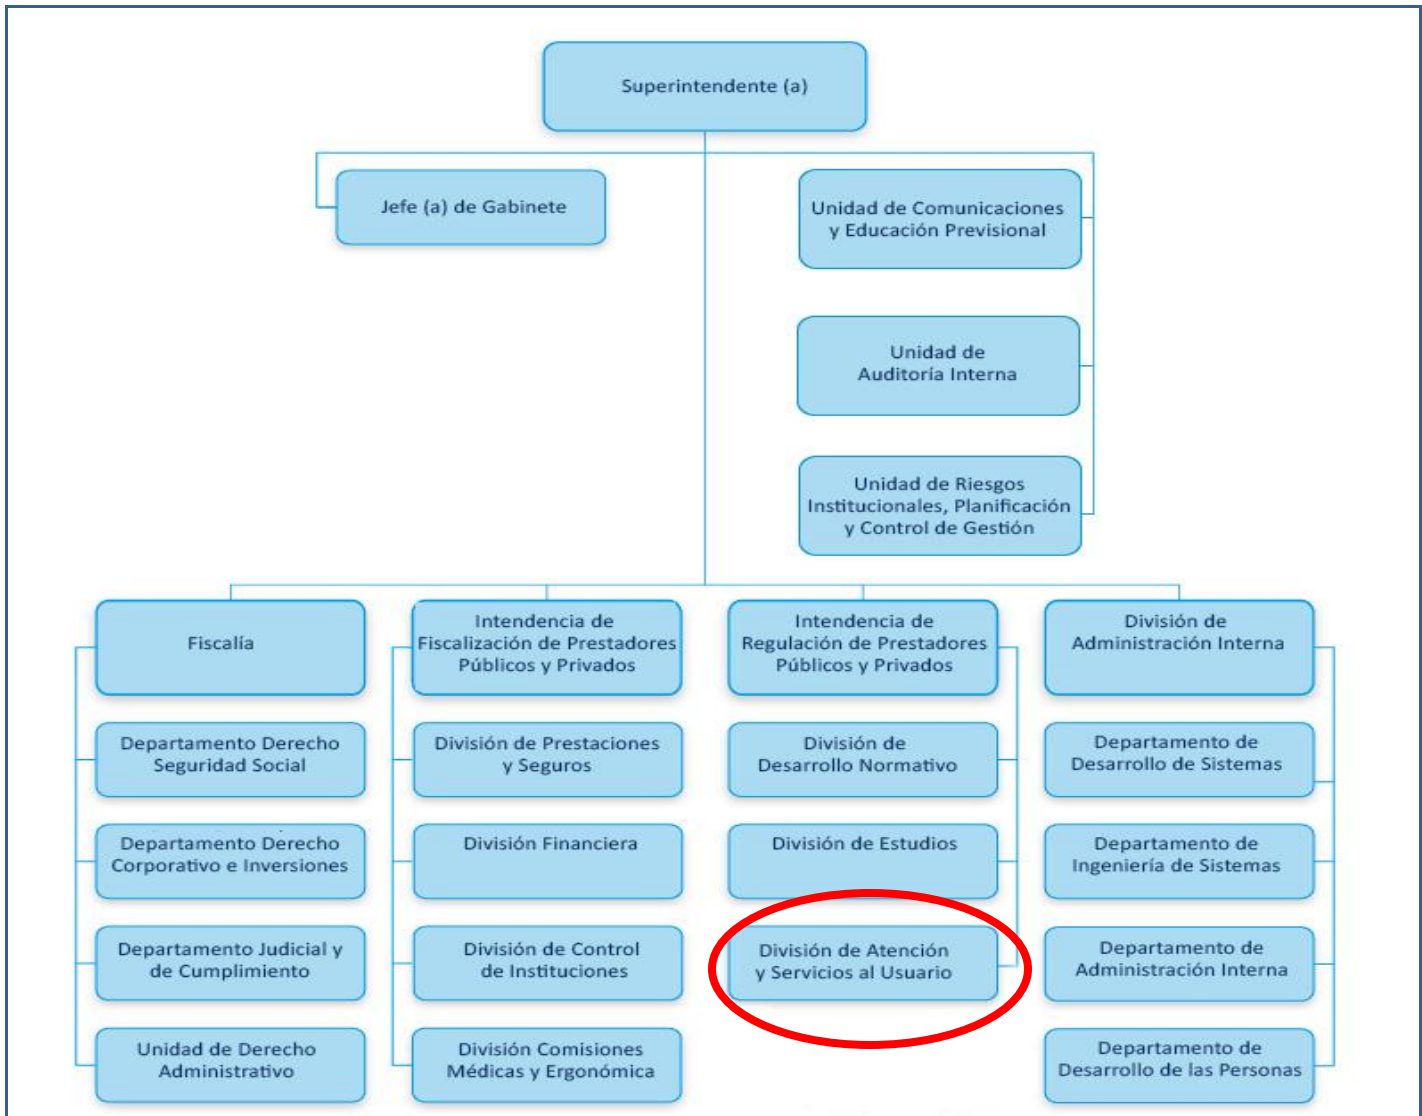 Superintendente (a)
Jefe (a) de Gabinete
Unidad de Comunicaciones
y Educación Previsional
Unidad de
Auditoría Interna
Unidad de Riesgos
Institucionales, Planificación
y Control de Gestión
Fiscalía
Departamento Derecho
Seguridad Social
Departamento Derecho
Corporativo e Inversiones
Departamento Judicial y
de Cumplimiento
Unidad de Derecho
Administrativo
Intendencia de
Fiscalización de Prestadores
Públicos y Privados
División de Prestaciones
y Seguros
División Financiera
División de Control
de Instituciones
División Comisiones
Médicas y Ergonómica
Intendencia de
Regulación de Prestadores
Públicos y Privados
División de
Desarrollo Normativo
División de Estudios
División de Atención
y Servicios al Usuario
División de
Administración Interna
Departamento de
Desarrollo de Sistemas
Departamento de
Ingeniería de Sistemas
Departamento de
Administración Interna
Departamento de
Desarrollo de las Personas